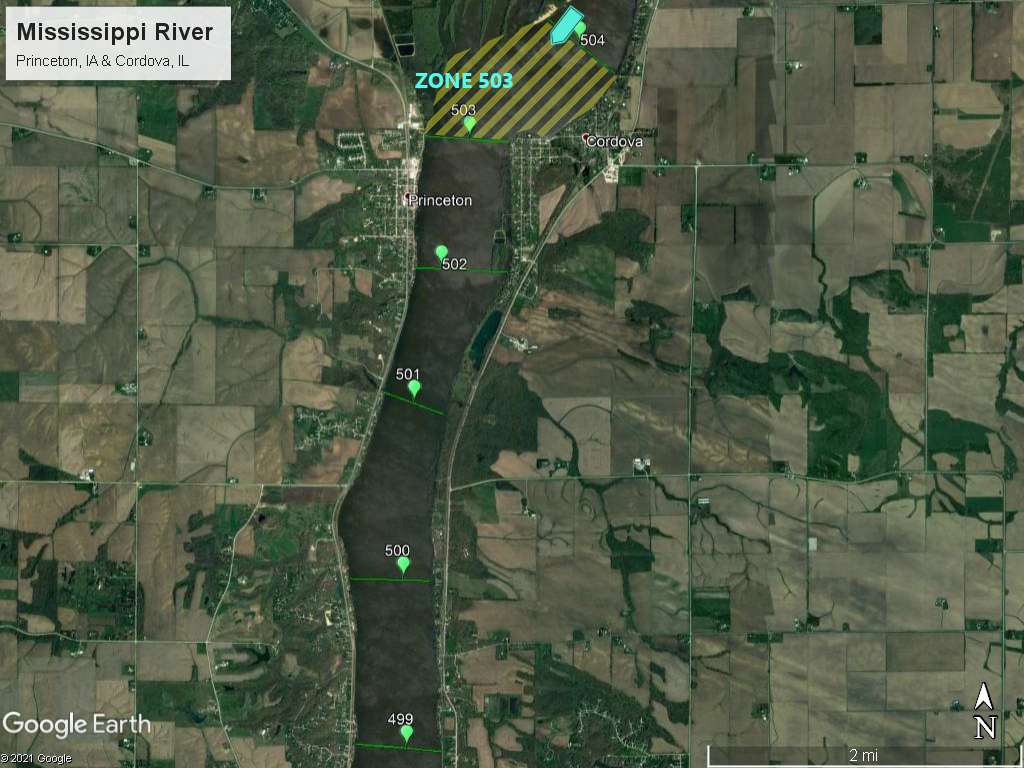 Mississippi River
Princeton, IA & Cordova, IL
504
ZONE 503
503
Cordova
Princeton
502
501
500
499
N
Google Earth
© 2021 Google
2 mi